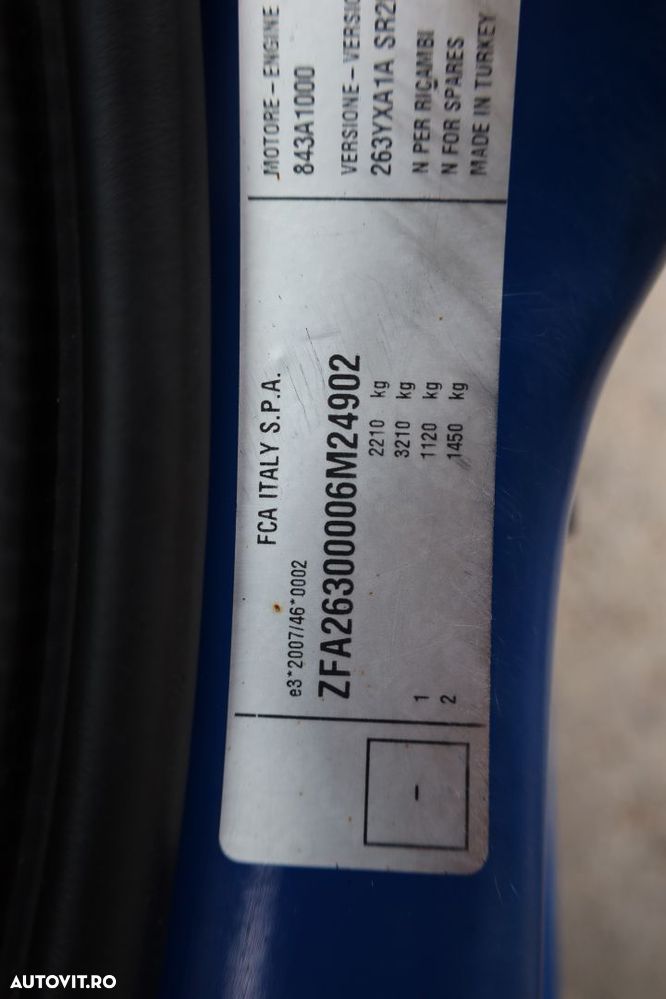 FCA ITALY S.P.A.
e3*2007/46*0002
ZFA26300006M24902
2210 kg
3210 kg
1 1120 kg
2 1450 kg
-
MOTORE - ENGINE
843A1000
VERSIONE - VERSIO
263YXA1A SR2
N PER RICAMBI
N FOR SPARES
MADE IN TURKEY
AUTOVIT.RO